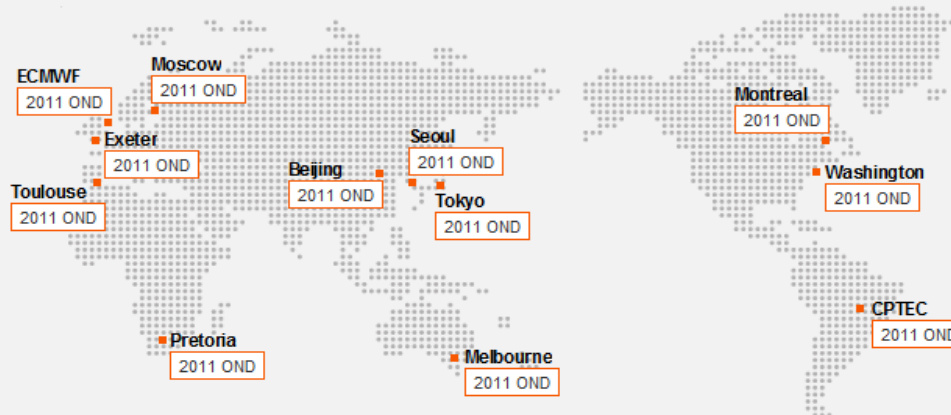 Moscow
2011 OND
ECMWF
2011 OND
Exeter
2011 OND
Toulouse
2011 OND
Beijing
2011 OND
Seoul
2011 OND
Tokyo
2011 OND
Montreal
2011 OND
Washington
2011 OND
CPTEC
2011 OND
Pretoria
2011 OND
Melbourne
2011 OND